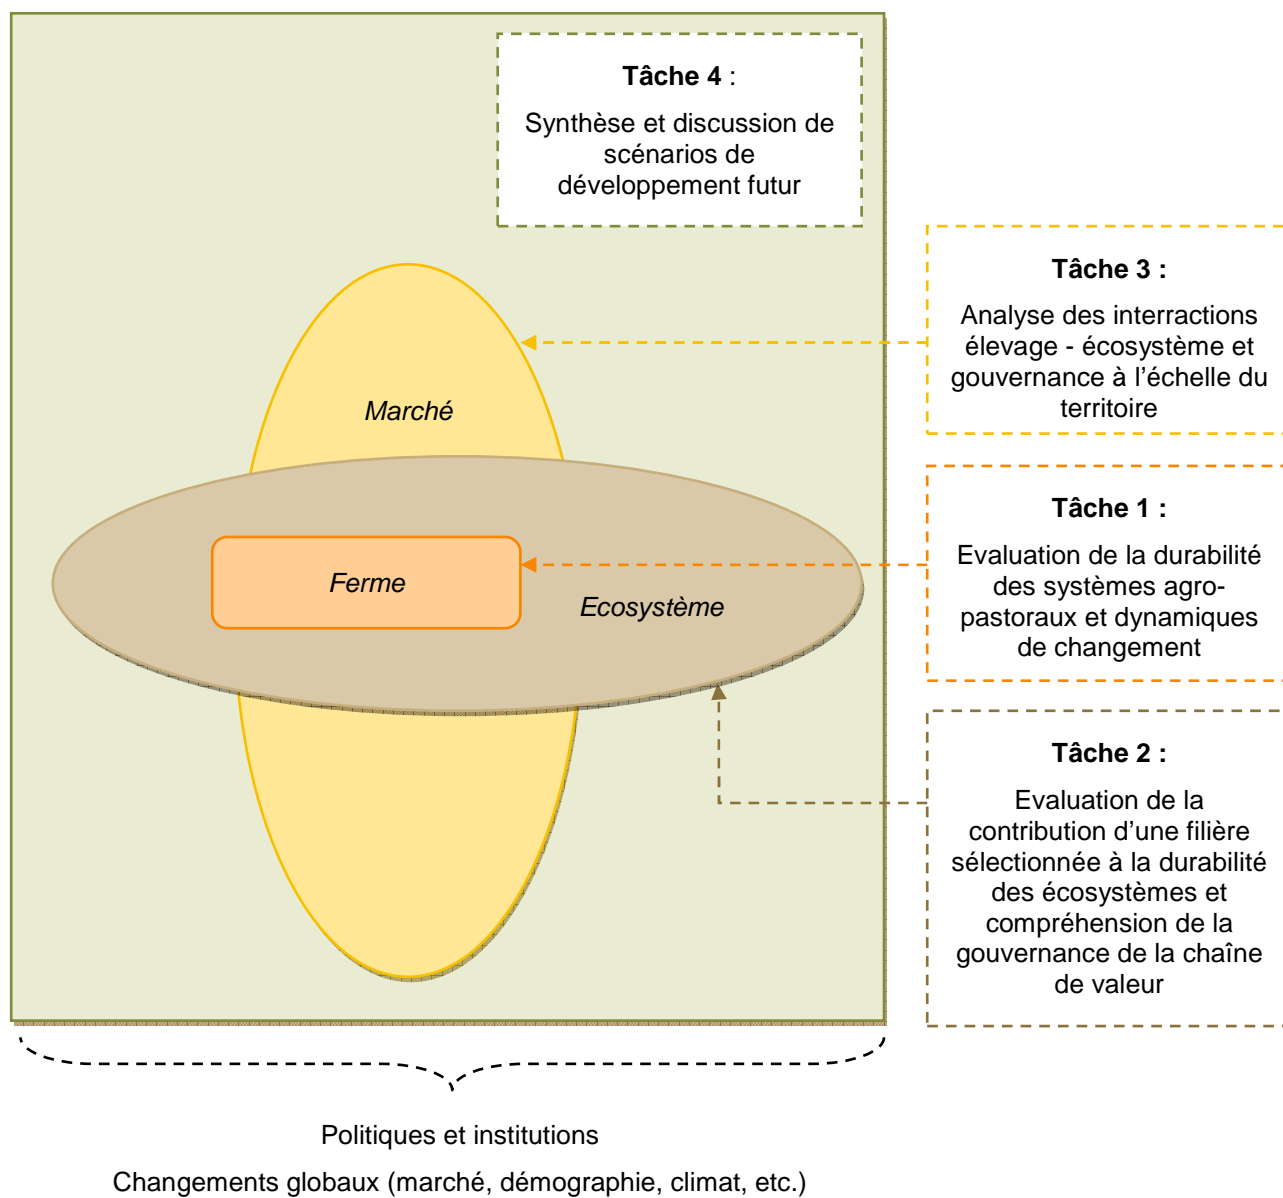 Tâche 4 :
Synthèse et discussion de
scénarios de
développement futur
Tâche 3 :
Analyse des interractions
élevage - écosystème et
gouvernance à l’échelle du
territoire
Marché
Tâche 1 :
Evaluation de la durabilité
des systèmes agro-
pastoraux et dynamiques
de changement
Ferme
Ecosystème
Tâche 2 :
Evaluation de la
contribution d’une filière
sélectionnée à la durabilité
des écosystèmes et
compréhension de la
gouvernance de la chaîne
de valeur
Politiques et institutions
Changements globaux (marché, démographie, climat, etc.)